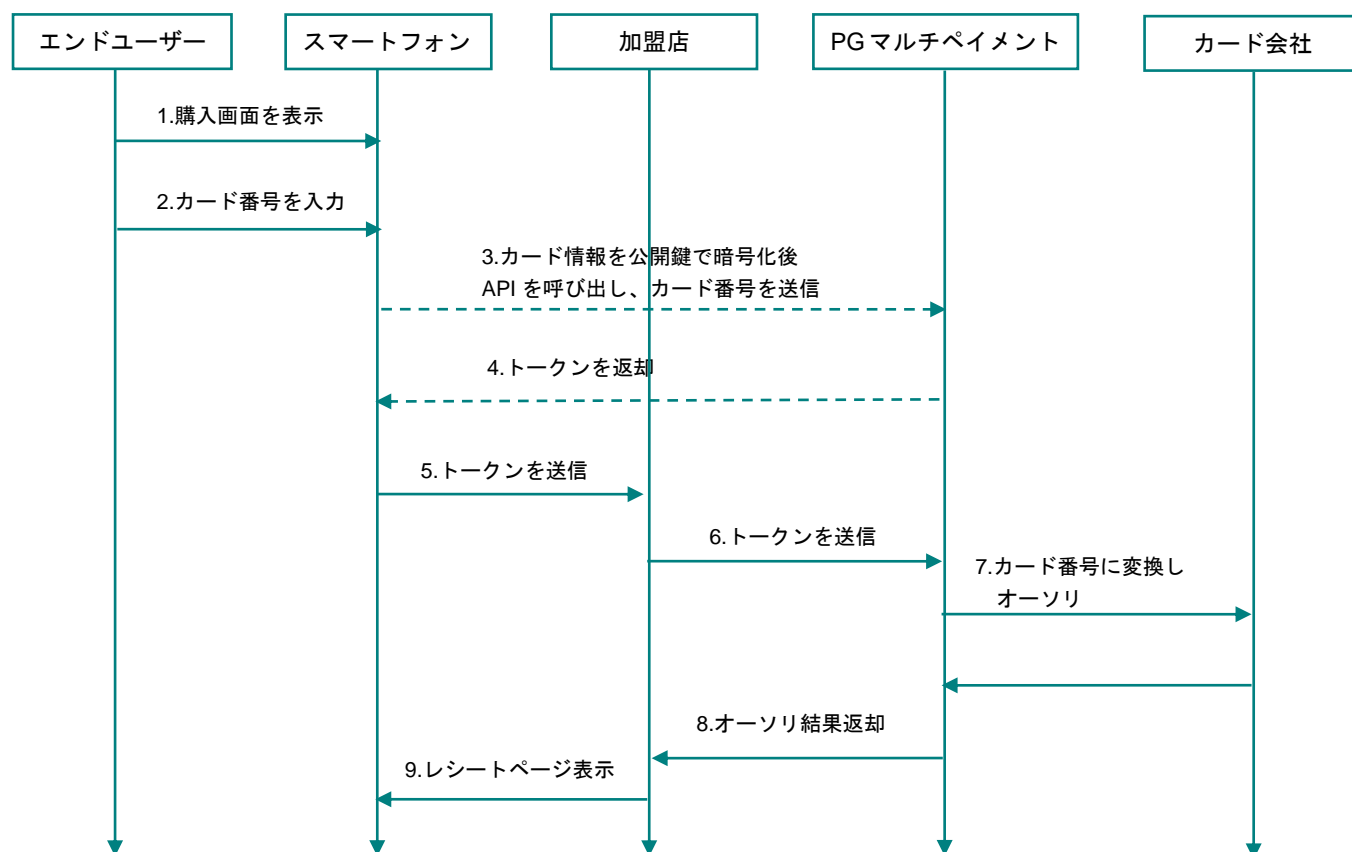 エンドユーザー
スマートフォン
加盟店
PGマルチペイメント
カード会社
1.購入画面を表示
2.カード番号を入力
3.カード情報を公開鍵で暗号化後
API を呼び出し、カード番号を送信
4.トークンを返却
5.トークンを送信
6.トークンを送信
7.カード番号に変換し
オーソリ
8.オーソリ結果返却
9.レシートページ表示